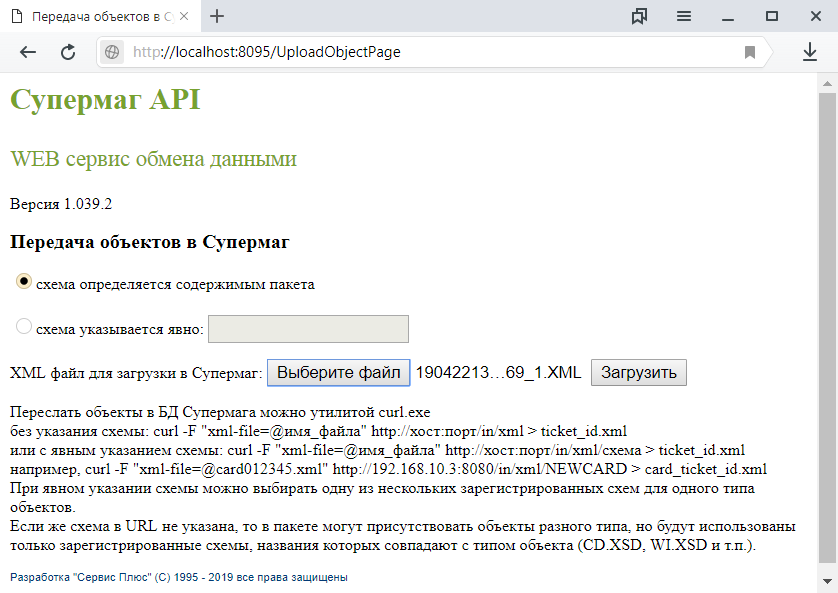 Передача объектов в С
http://localhost:8095/UploadObjectPage
Супермаг API
WEB сервис обмена данными
Версия 1.039.2
Передача объектов в Супермаг
схема определяется содержимым пакета
схема указывается явно:
XML файл для загрузки в Супермаг: Выберите файл 19042213…69_1.XML Загрузить
Переслать объекты в БД Супермага можно утилитой curl.exe
без указания схемы: curl -F "xml-file=@имя_файла" http://хост:порт/in/xml > ticket_id.xml
или с явным указанием схемы: curl -F "xml-file=@имя_файла" http://хост:порт/in/xml/схема > ticket_id.xml
например, curl -F "xml-file=@card012345.xml" http://192.168.10.3:8080/in/xml/NEWCARD > card_ticket_id.xml
При явном указании схемы можно выбирать одну из нескольких зарегистрированных схем для одного типа
объектов.
Если же схема в URL не указана, то в пакете могут присутствовать объекты разного типа, но будут использованы
только зарегистрированные схемы, названия которых совпадают с типом объекта (CD.XSD, WI.XSD и т.п.).
Разработка "Сервис Плюс" (С) 1995 - 2019 все права защищены